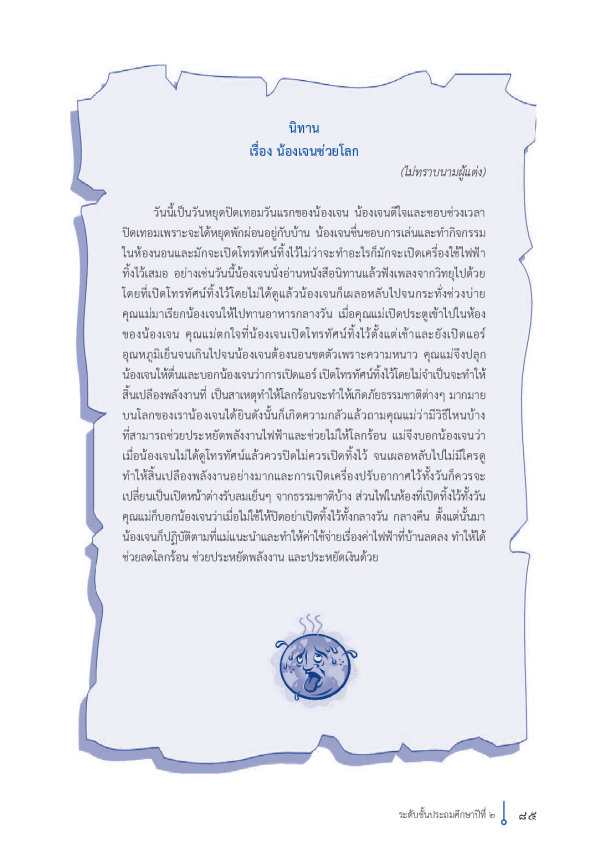 นิทาน
เรื่อง น้องเจนช่วยโลก
(ไม่ทราบนามผู้แต่ง)
วันนี้เป็นวันหยุดปิดเทอมวันแรกของน้องเจน น้องเจนดีใจและชอบช่วงเวลา
ปิดเทอมเพราะจะได้หยุดพักผ่อนอยู่กับบ้าน น้องเจนชื่นชอบการเล่นและทำกิจกรรม
ในห้องนอนและมักจะเปิดโทรทัศน์ทิ้งไว้ไม่ว่าจะทำอะไรก็มักจะเปิดเครื่องใช้ไฟฟ้า
ทิ้งไว้เสมอ อย่างเช่นวันนี้น้องเจนนั่งอ่านหนังสือนิทานแล้วฟังเพลงจากวิทยุไปด้วย
โดยที่เปิดโทรทัศน์ทิ้งไว้โดยไม่ได้ดูแล้วน้องเจนก็เผลอหลับไปจนกระทั่งช่วงบ่าย
คุณแม่มาเรียกน้องเจนให้ไปทานอาหารกลางวัน เมื่อคุณแม่เปิดประตูเข้าไปในห้อง
ของน้องเจน คุณแม่ตกใจที่น้องเจนเปิดโทรทัศน์ทิ้งไว้ตั้งแต่เช้าและยังเปิดแอร์
อุณหภูมิเย็นจนเกินไปจนน้องเจนต้องนอนขดตัวเพราะความหนาว คุณแม่จึงปลุก
น้องเจนให้ตื่นและบอกน้องเจนว่าการเปิดแอร์ เปิดโทรทัศน์ทิ้งไว้โดยไม่จำเป็นจะทำให้
สิ้นเปลืองพลังงานที่ เป็นสาเหตุทำให้โลกร้อนจะทำให้เกิดภัยธรรมชาติต่างๆ มากมาย
บนโลกของเราน้องเจนได้ยินดังนั้นก็เกิดความกลัวแล้วถามคุณแม่ว่ามีวิธีไหนบ้าง
ที่สามารถช่วยประหยัดพลังงานไฟฟ้าและช่วยไม่ให้โลกร้อน แม่จึงบอกน้องเจนว่า
เมื่อน้องเจนไม่ได้ดูโทรทัศน์แล้วควรปิดไม่ควรเปิดทิ้งไว้ จนเผลอหลับไปไม่มีใครดู
ทำให้สิ้นเปลืองพลังงานอย่างมากและการเปิดเครื่องปรับอากาศไว้ทั้งวันก็ควรจะ
เปลี่ยนเป็นเปิดหน้าต่างรับลมเย็นๆ จากธรรมชาติบ้าง ส่วนไฟในห้องที่เปิดทิ้งไว้ทั้งวัน
คุณแม่ก็บอกน้องเจนว่าเมื่อไม่ใช้ให้ปิดอย่าเปิดทิ้งไว้ทั้งกลางวัน กลางคืน ตั้งแต่นั้นมา
น้องเจนก็ปฏิบัติตามที่แม่แนะนำและทำให้ค่าใช้จ่ายเรื่องค่าไฟฟ้าที่บ้านลดลง ทำให้ได้
ช่วยลดโลกร้อน ช่วยประหยัดพลังงาน และประหยัดเงินด้วย
ระดับชั้นประถมศึกษาปีที่ ๒
๘๕